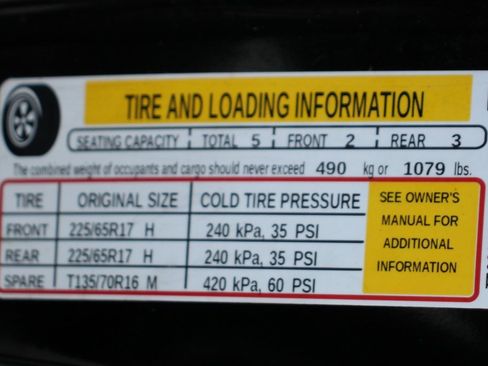 TIRE AND LOADING INFORMATION
SEATING CAPACITY TOTAL 5 FRONT 2 REAR 3
The combined weight of occupants and cargo should never exceed 490 kg or 1079 lbs.
TIRE ORIGINAL SIZE COLD TIRE PRESSURE
FRONT 225/65R17 H 240 kPa, 35 PSI
REAR 225/65R17 H 240 kPa, 35 PSI
SPARE T135/70R16 M 420 kPa, 60 PSI
SEE OWNER'S
MANUAL FOR
ADDITIONAL
INFORMATION